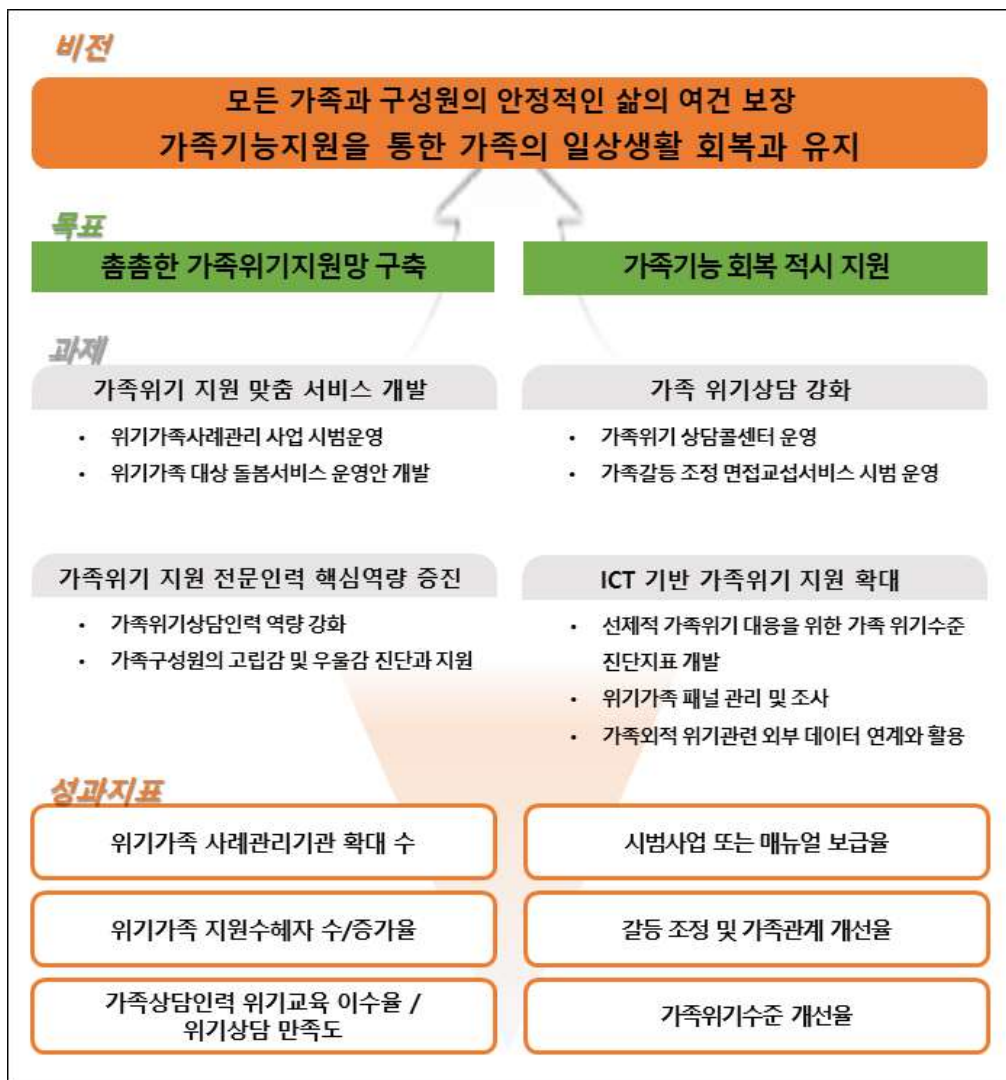 비전
모든 가족과 구성원의 안정적인 삶의 여건 보장
가족기능지원을 통한 가족의 일상생활 회복과 유지
목표
촘촘한 가족위기지원망 구축
가족기능 회복 적시 지원
과제
가족위기 지원 맞춤 서비스 개발
• 위기가족사례관리 사업 시범운영
• 위기가족 대상 돌봄서비스 운영안 개발
가족 위기상담 강화
• 가족위기 상담콜센터 운영
• 가족갈등 조정 면접교섭서비스 시범 운영
가족위기 지원 전문인력 핵심역량 증진
• 가족위기상담인력 역량 강화
• 가족구성원의 고립감 및 우울감 진단과 지원
ICT 기반 가족위기 지원 확대
• 선제적 가족위기 대응을 위한 가족 위기수준
진단지표 개발
• 위기가족 패널 관리 및 조사
• 가족외적 위기관련 외부 데이터 연계와 활용
성과지표
위기가족 사례관리기관 확대 수
시범사업 또는 매뉴얼 보급율
위기가족 지원수혜자 수/증가율
갈등 조정 및 가족관계 개선율
가족상담인력 위기교육 이수율 /
위기상담 만족도
가족위기수준 개선율